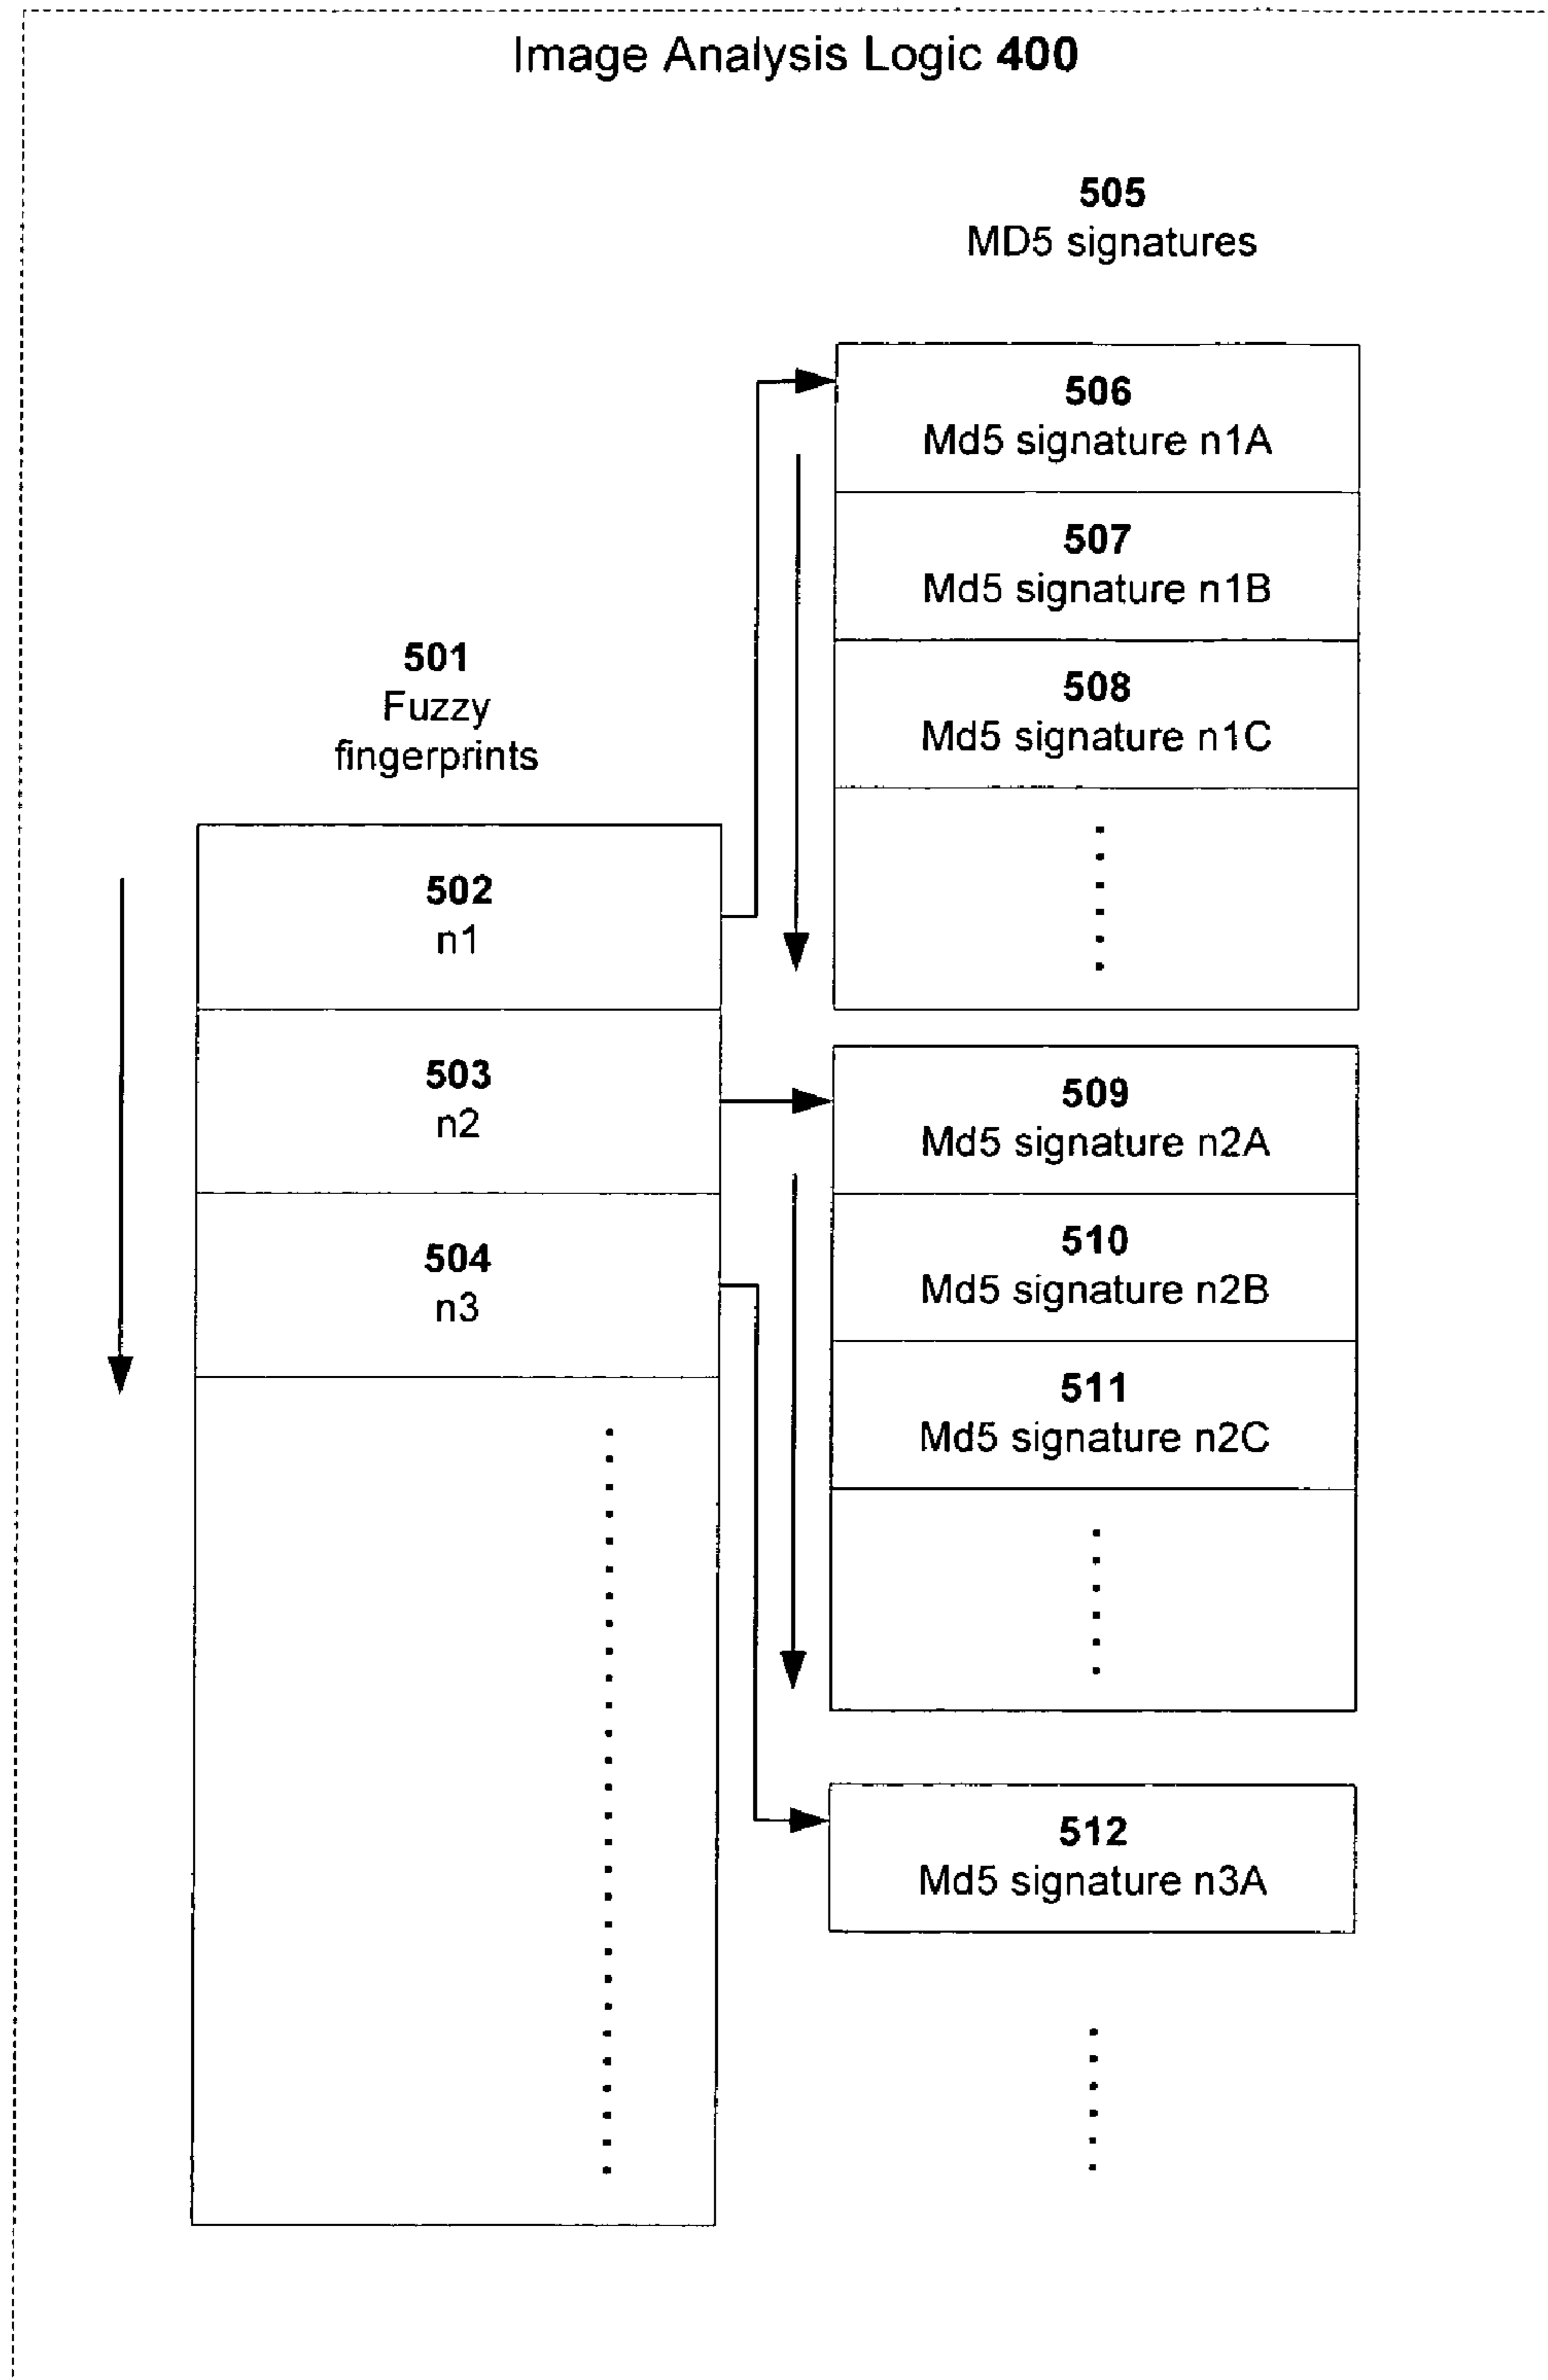 Image Analysis Logic 400
505
MD5 signatures
506
Md5 signature n1A
507
Md5 signature n1B
508
Md5 signature n1C
501
Fuzzy
fingerprints
502
n1
503
n2
504
n3
509
Md5 signature n2A
510
Md5 signature n2B
511
Md5 signature n2C
512
Md5 signature n3A